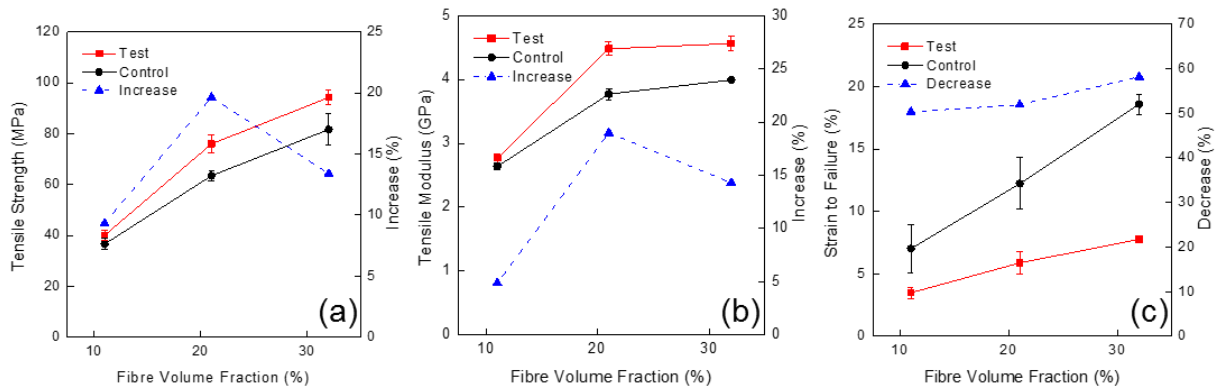 Tensile Strength (MPa)
120
100
80
60
40
20
0
Test
Control
Increase
25
20
15
10
5
0
Increase (%)
(a)
10 20 30
Fibre Volume Fraction (%)
Tensile Modulus (GPa)
5
4
3
2
1
0
Test
Control
Increase
30
25
20
15
10
5
0
Increase (%)
(b)
10 20 30
Fibre Volume Fraction (%)
Strain to Failure (%)
25
20
15
10
5
0
Test
Control
Decrease
70
60
50
40
30
20
10
0
Decrease (%)
(c)
10 20 30
Fibre Volume Fraction (%)